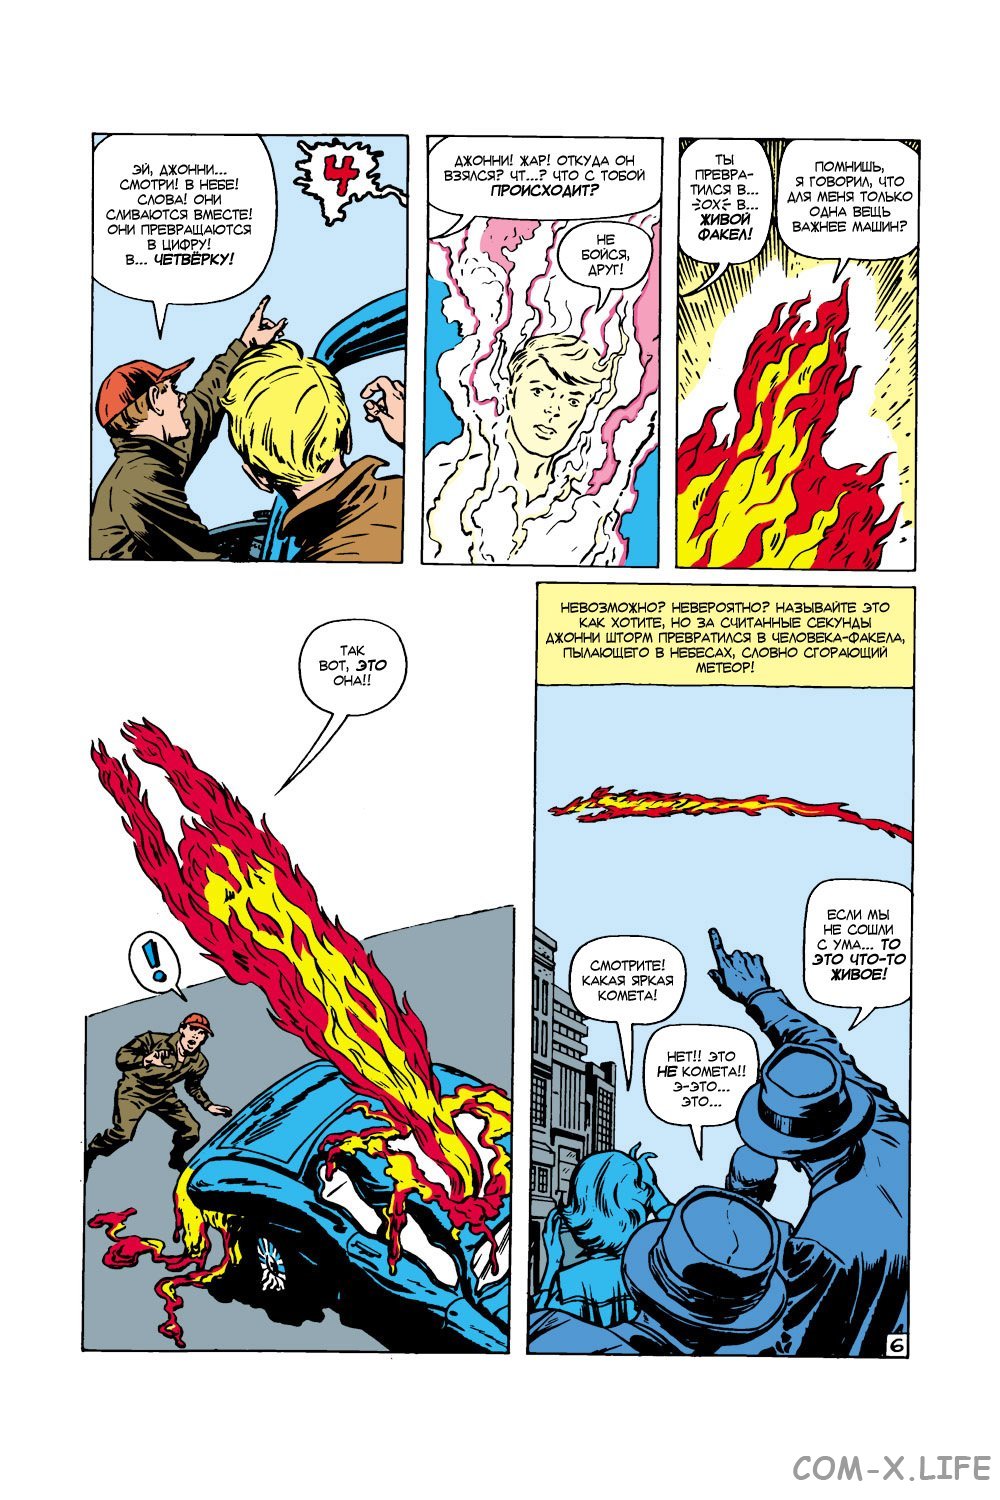 ЭЙ, ДЖОННИ...
СМОТРИ! В НЕБЕ!
СЛОВА! ОНИ
СЛИВАЮТСЯ ВМЕСТЕ!
ОНИ ПРЕВРАЩАЮТСЯ
В ЦИФРУ!
В... ЧЕТВЁРКУ!
4
ДЖОННИ! ЖАР! ОТКУДА ОН
ВЗЯЛСЯ? ЧТ...? ЧТО С ТОБОЙ
ПРОИСХОДИТ?
НЕ
БОЙСЯ,
ДРУГ!
ТЫ
ПРЕВРА-
ТИЛСЯ В...
ОХ В...
ЖИВОЙ
ФАКЕЛ!
ПОМНИШЬ,
Я ГОВОРИЛ, ЧТО
ДЛЯ МЕНЯ ТОЛЬКО
ОДНА ВЕЩЬ
ВАЖНЕЕ МАШИН?
ТАК
ВОТ, ЭТО
ОНА!!
!
НЕВОЗМОЖНО? НЕВЕРОЯТНО? НАЗЫВАЙТЕ ЭТО
КАК ХОТИТЕ, НО ЗА СЧИТАННЫЕ СЕКУНДЫ
ДЖОННИ ШТОРМ ПРЕВРАТИЛСЯ В ЧЕЛОВЕКА-ФАКЕЛА,
ПЫЛАЮЩЕГО В НЕБЕСАХ, СЛОВНО СГОРАЮЩИЙ
МЕТЕОР!
СМОТРИТЕ!
КАКАЯ ЯРКАЯ
КОМЕТА!
НЕТ!! ЭТО
НЕ КОМЕТА!!
Э-ЭТО...
ЭТО...
ЕСЛИ МЫ
НЕ СОШЛИ
С УМА... ТО
ЭТО ЧТО-ТО
ЖИВОЕ!
6
COM-X.LIFE